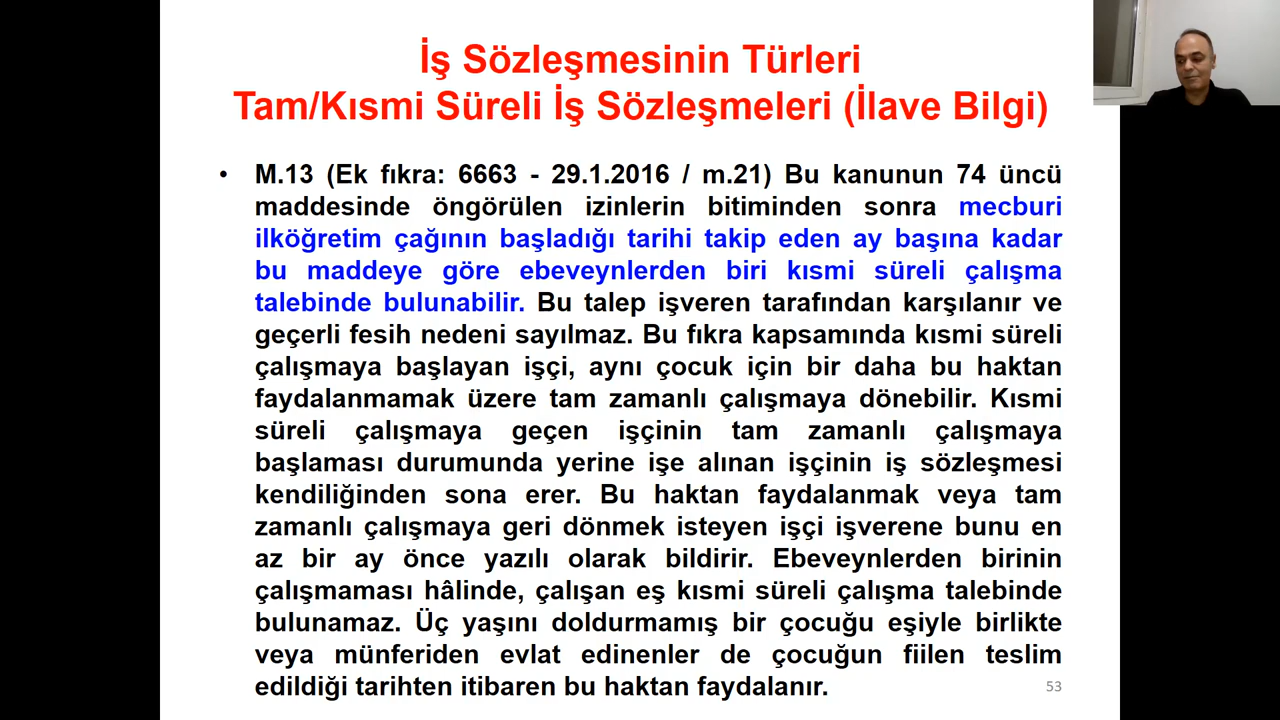 İş Sözleşmesinin Türleri
Tam/Kısmi Süreli İş Sözleşmeleri (İlave Bilgi)
• M.13 (Ek fıkra: 6663 - 29.1.2016 / m.21) Bu kanunun 74 üncü
maddesinde öngörülen izinlerin bitiminden sonra mecburi
ilköğretim çağının başladığı tarihi takip eden ay başına kadar
bu maddeye göre ebeveynlerden biri kısmi süreli çalışma
talebinde bulunabilir. Bu talep işveren tarafından karşılanır ve
geçerli fesih nedeni sayılmaz. Bu fıkra kapsamında kısmi süreli
çalışmaya başlayan işçi, aynı çocuk için bir daha bu haktan
faydalanmamak üzere tam zamanlı çalışmaya dönebilir. Kısmi
süreli çalışmaya geçen işçinin tam zamanlı çalışmaya
başlaması durumunda yerine işe alınan işçinin iş sözleşmesi
kendiliğinden sona erer. Bu haktan faydalanmak veya tam
zamanlı çalışmaya geri dönmek isteyen işçi işverene bunu en
az bir ay önce yazılı olarak bildirir. Ebeveynlerden birinin
çalışmaması hâlinde, çalışan eş kısmi süreli çalışma talebinde
bulunamaz. Üç yaşını doldurmamış bir çocuğu eşiyle birlikte
veya münferiden evlat edinenler de çocuğun fiilen teslim
edildiği tarihten itibaren bu haktan faydalanır.
53